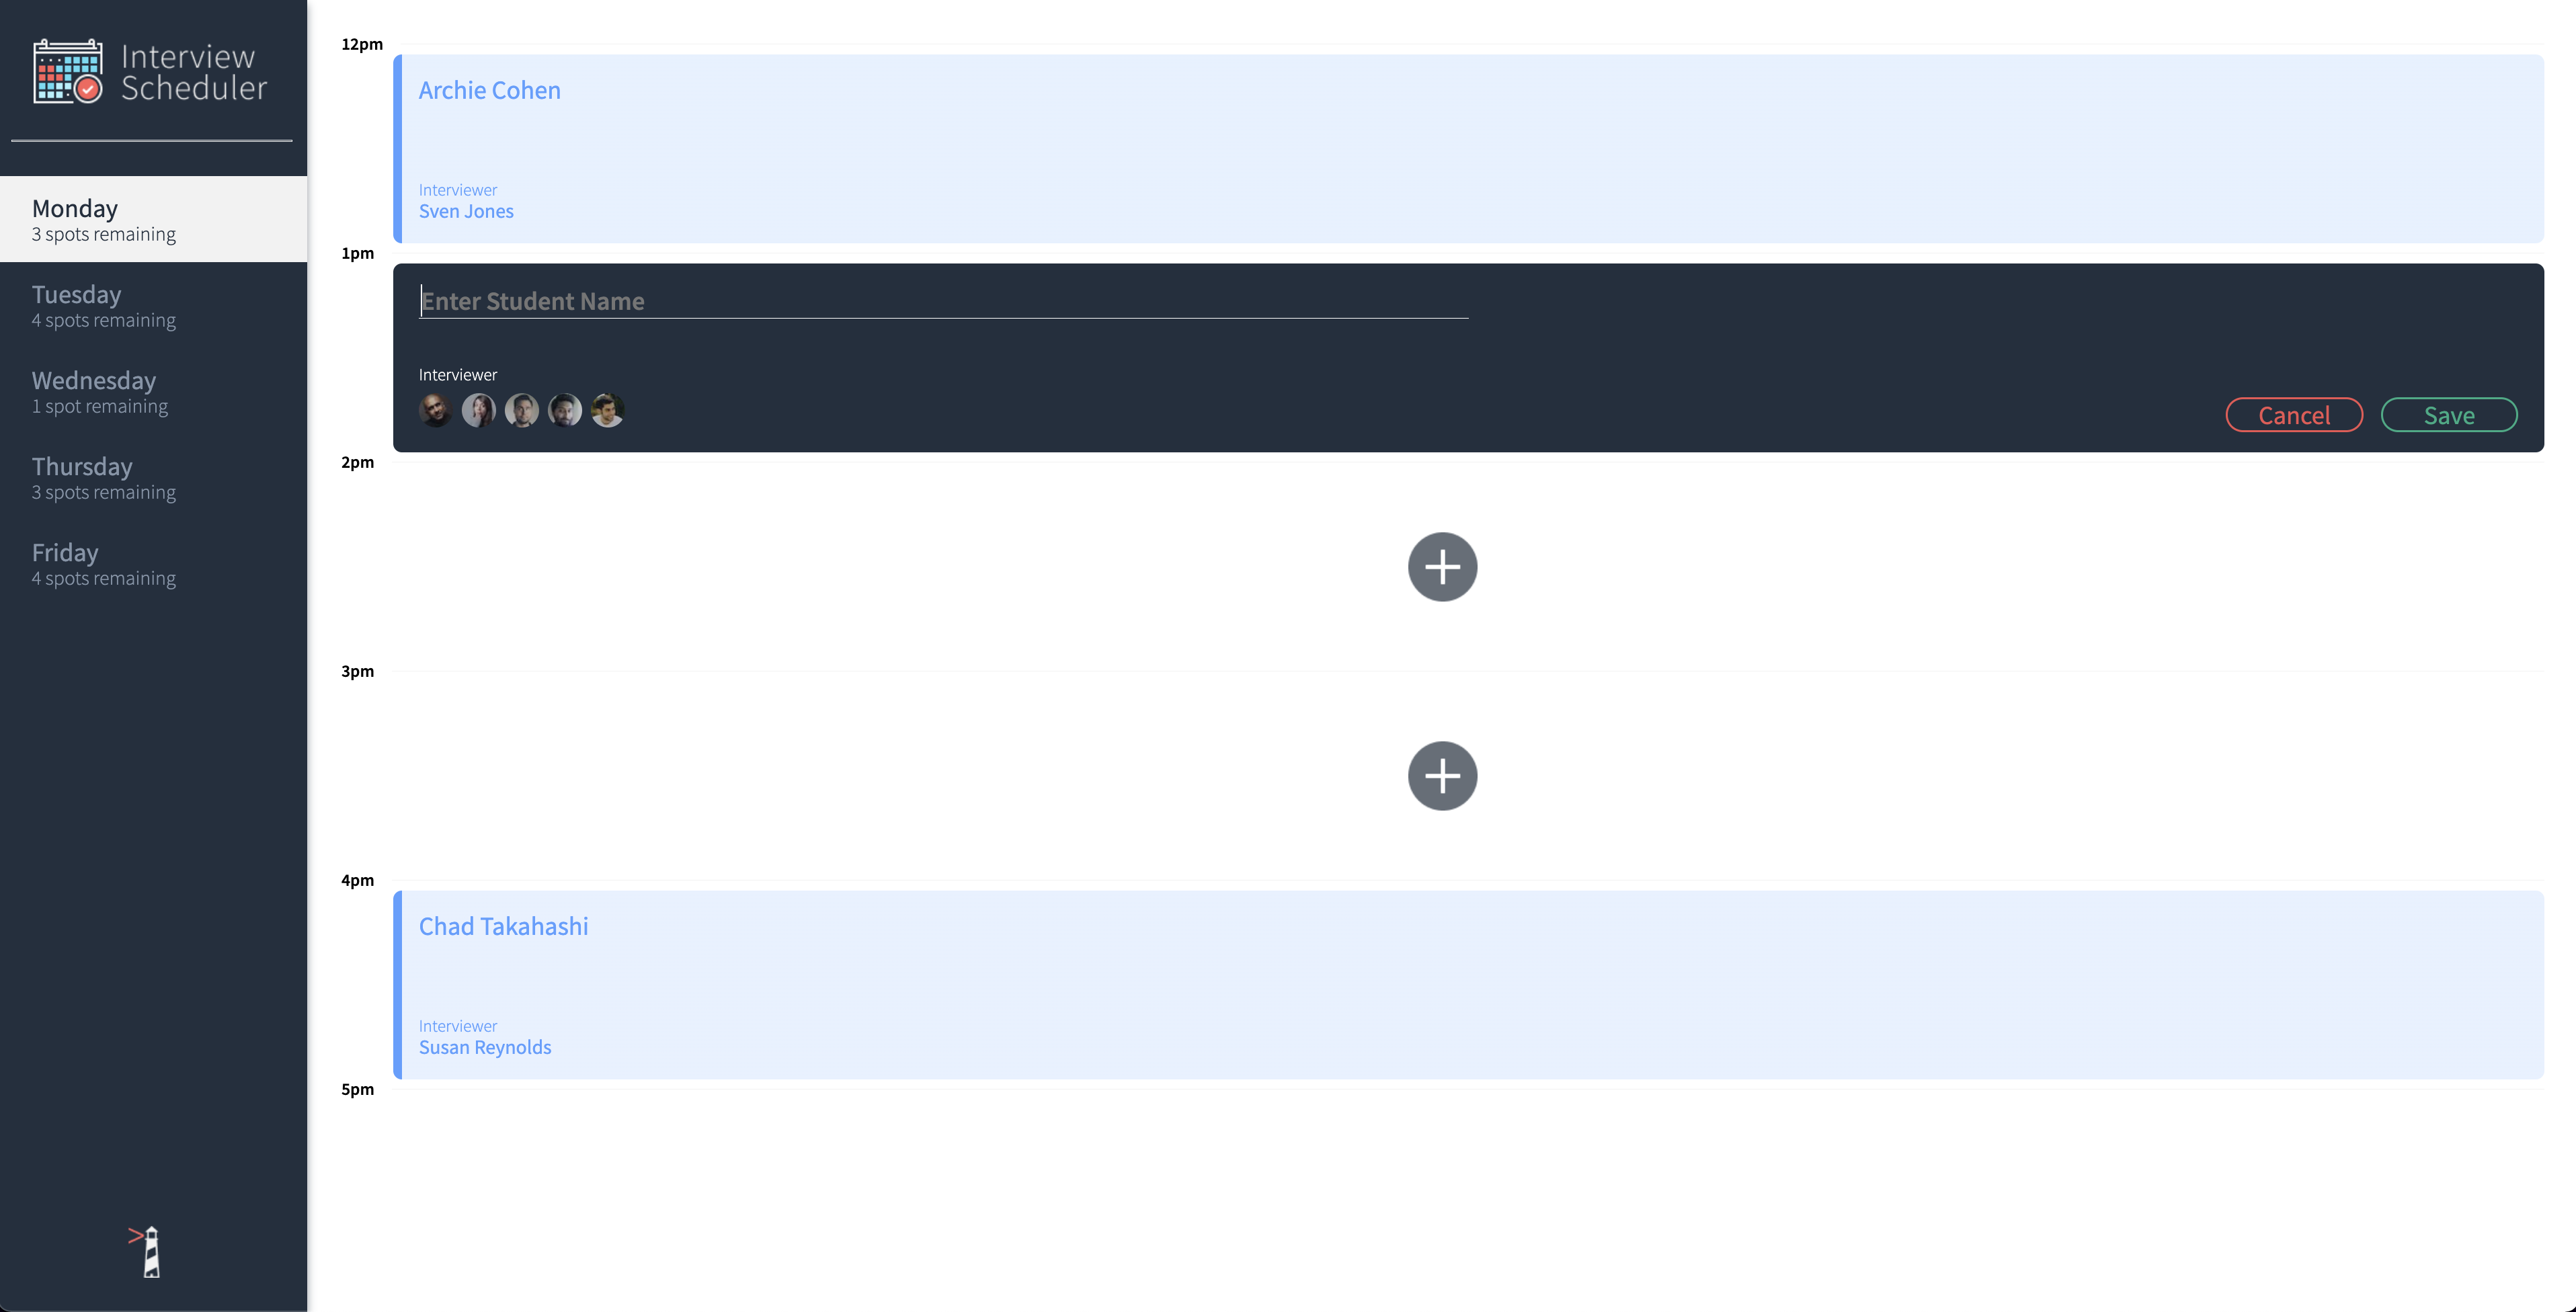 Interview
Scheduler
Monday
3 spots remaining
Tuesday
4 spots remaining
Wednesday
1 spot remaining
Thursday
3 spots remaining
Friday
4 spots remaining
12pm
Archie Cohen
Interviewer
Sven Jones
1pm
Enter Student Name
Interviewer
Cancel
Save
2pm
3pm
4pm
Chad Takahashi
Interviewer
Susan Reynolds
5pm